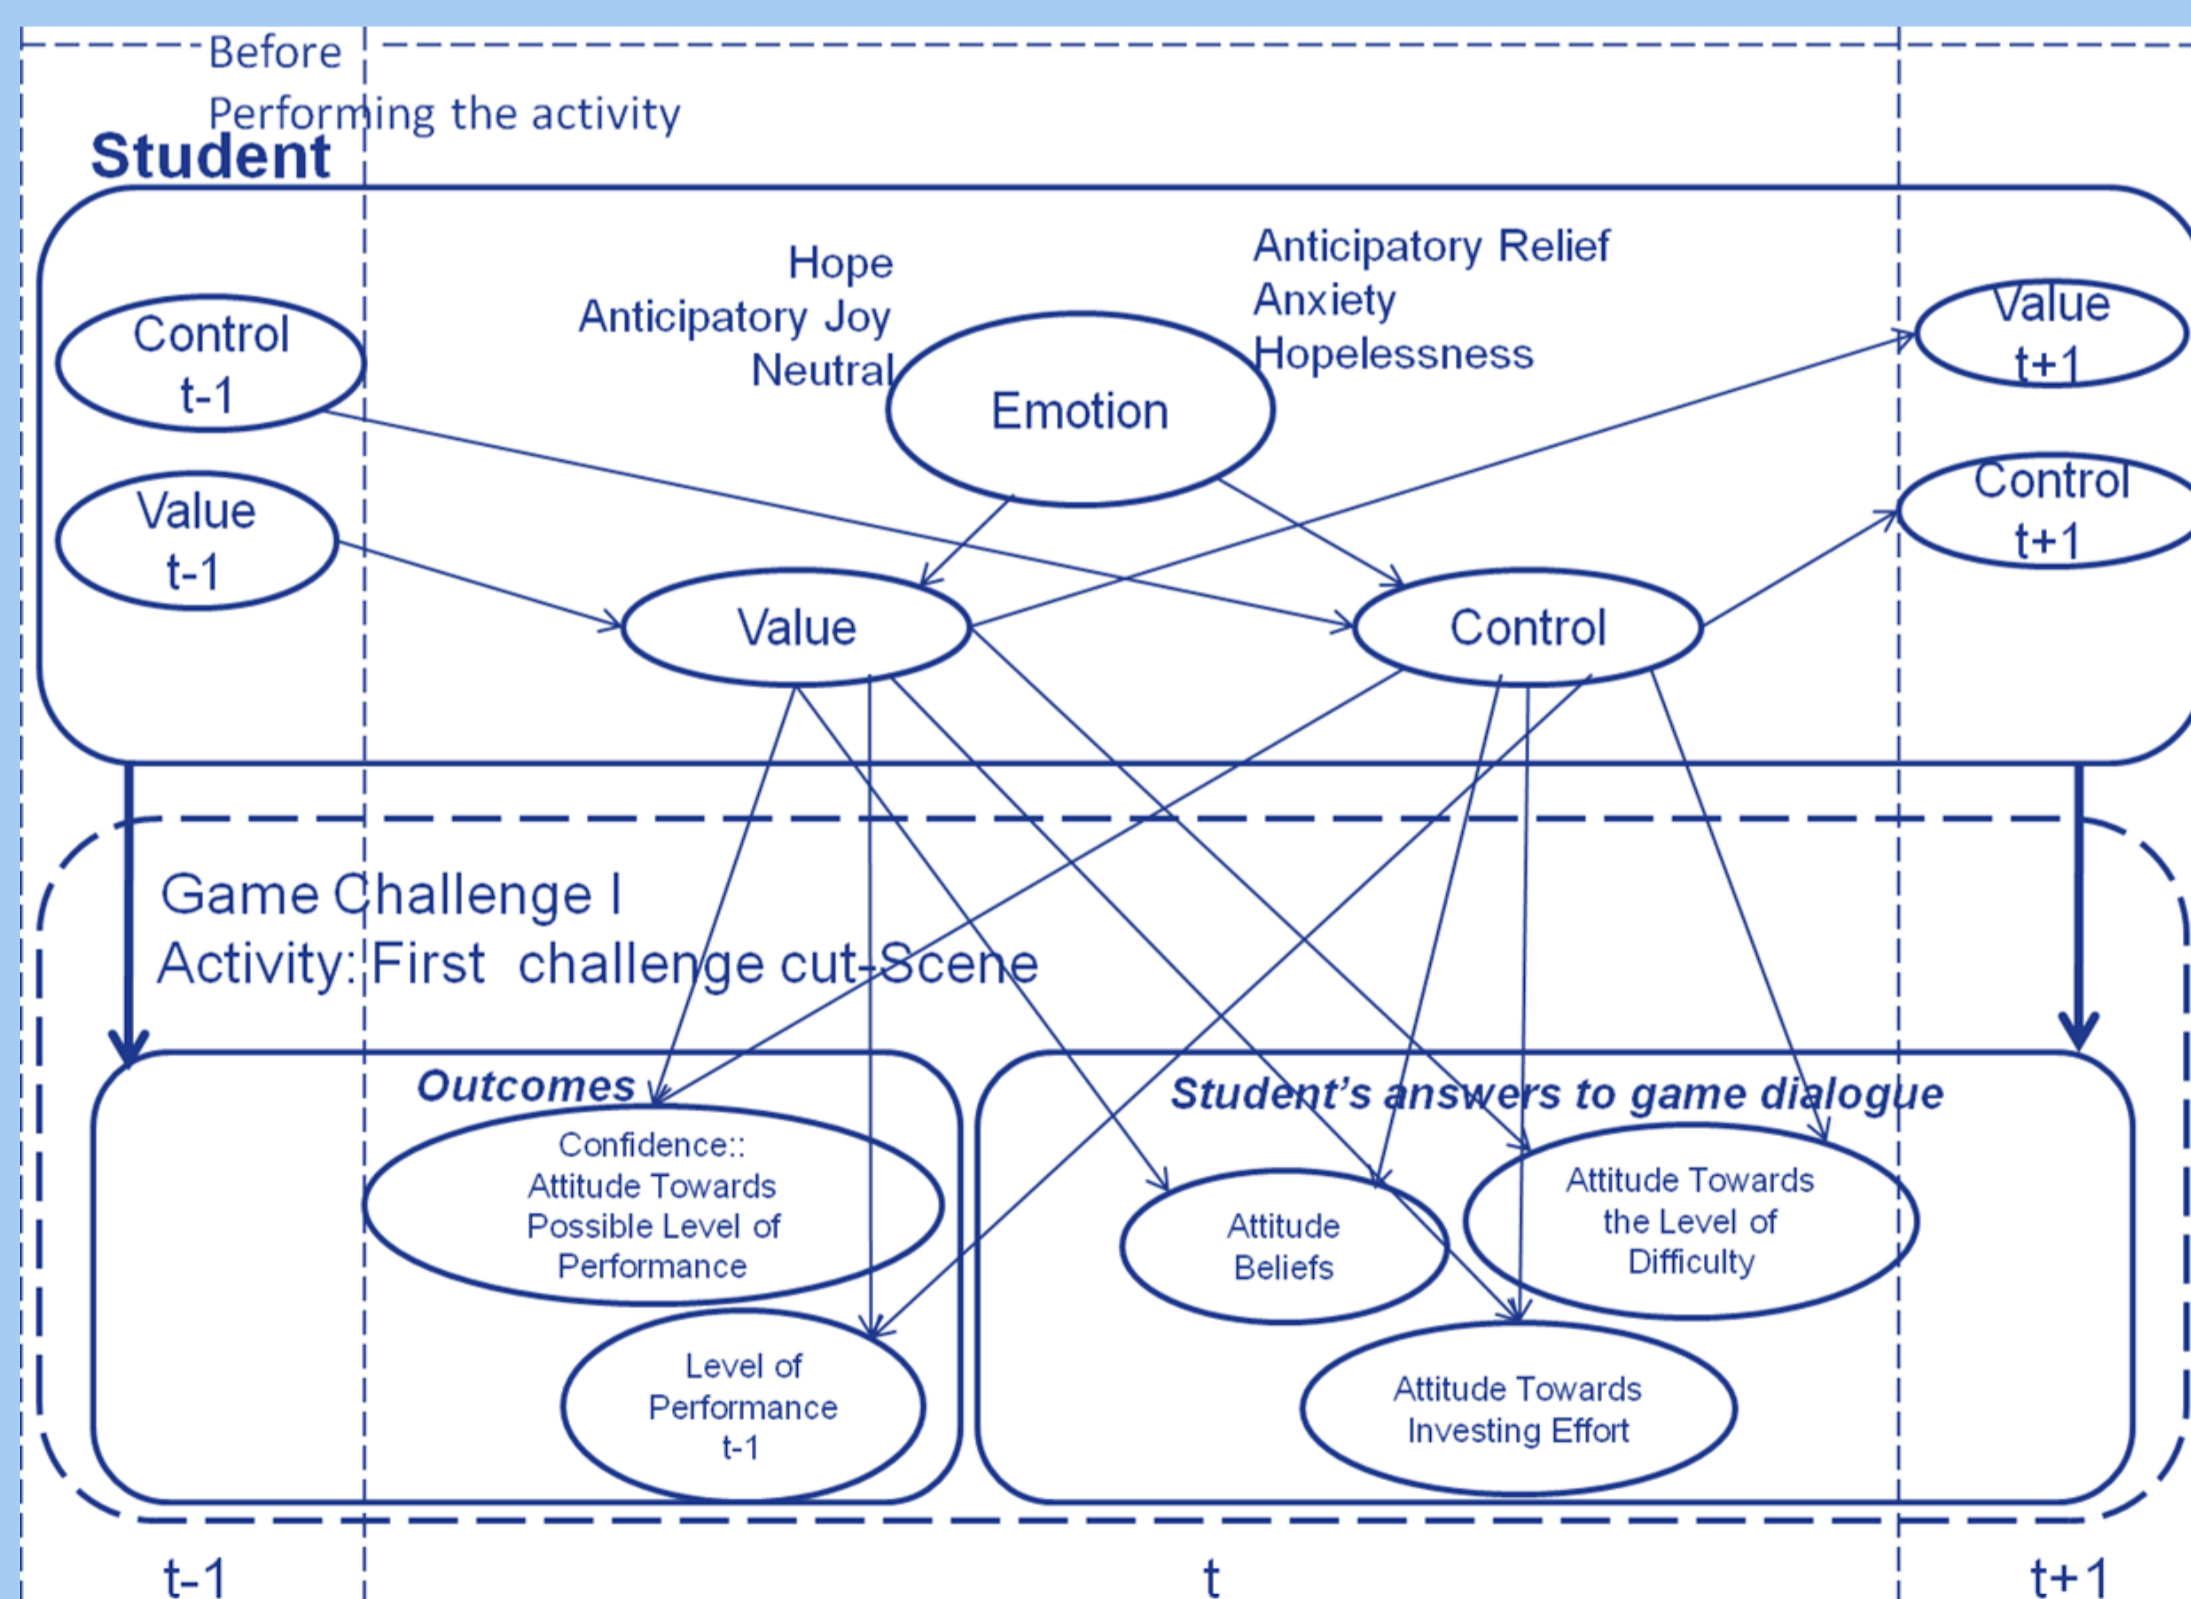 Before
Performing the activity
Student
Hope
Anticipatory Joy
Neutral
Anticipatory Relief
Anxiety
Hopelessness
Control
t-1
Value
t-1
Emotion
Value
t+1
Control
t+1
Value
Control
Game Challenge I
Activity: First challenge cut-Scene
Outcomes
Confidence::
Attitude Towards
Possible Level of
Performance
Level of
Performance
t-1
Student's answers to game dialogue
Attitude
Beliefs
Attitude Towards
the Level of
Difficulty
Attitude Towards
Investing Effort
t-1
t
t+1